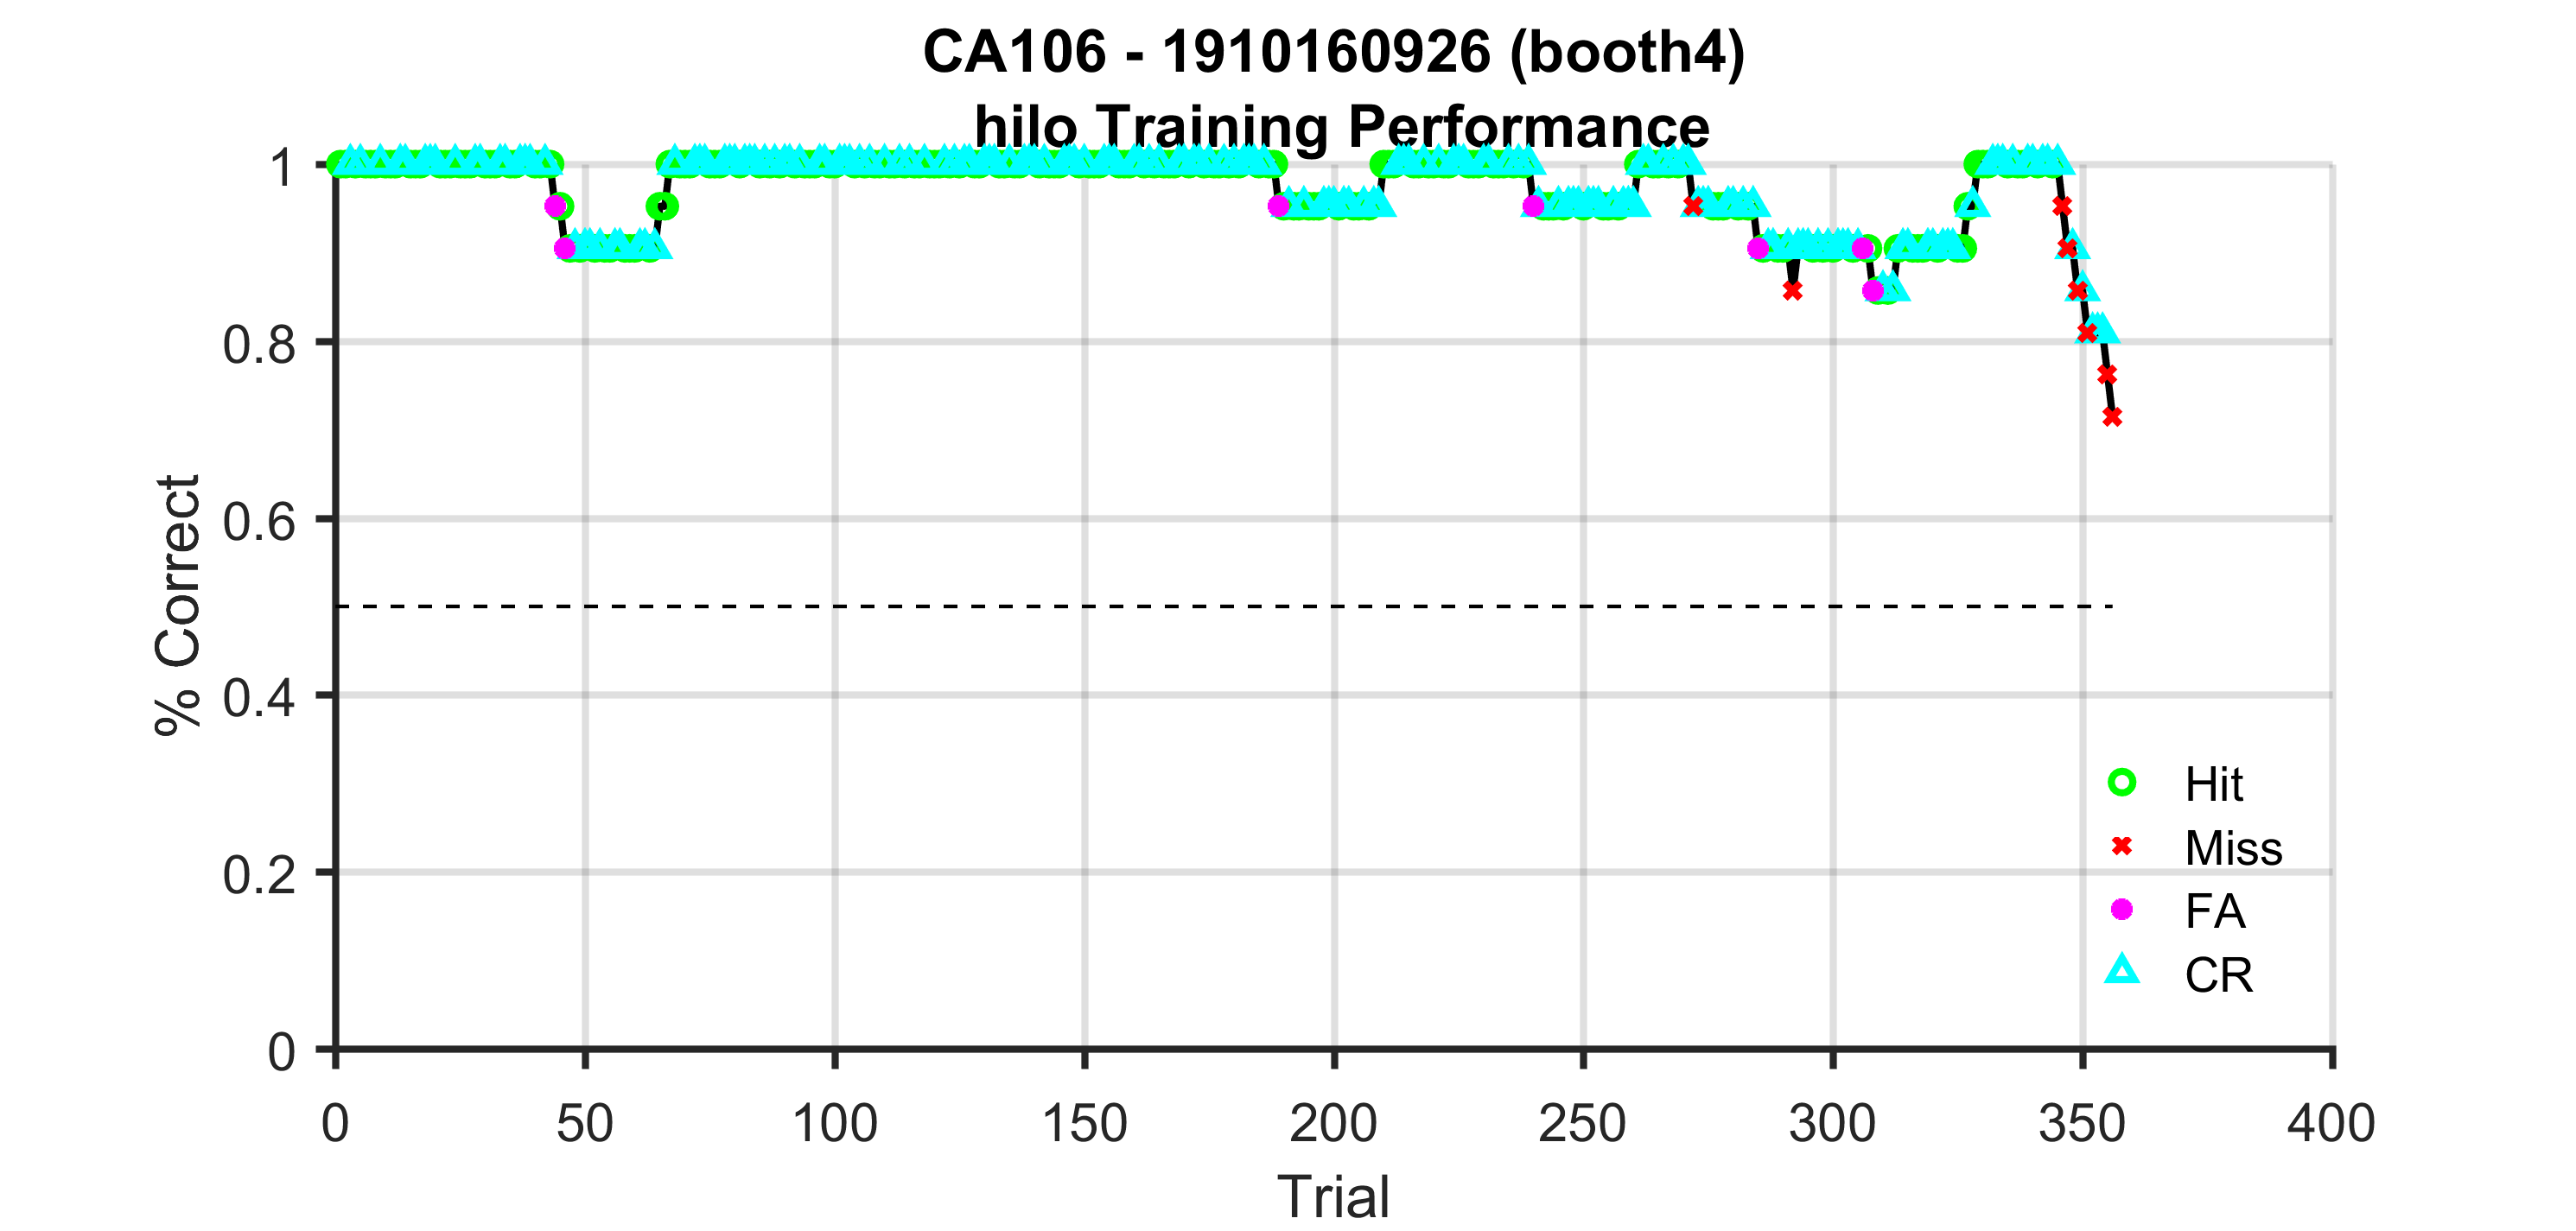 CA106 - 1910160926 (booth4)
hilo Training Performance
1
0.8
0.6
0.4
0.2
0
% Correct
Hit
Miss
FA
CR
0 50 100 150 200 250 300 350 400
Trial